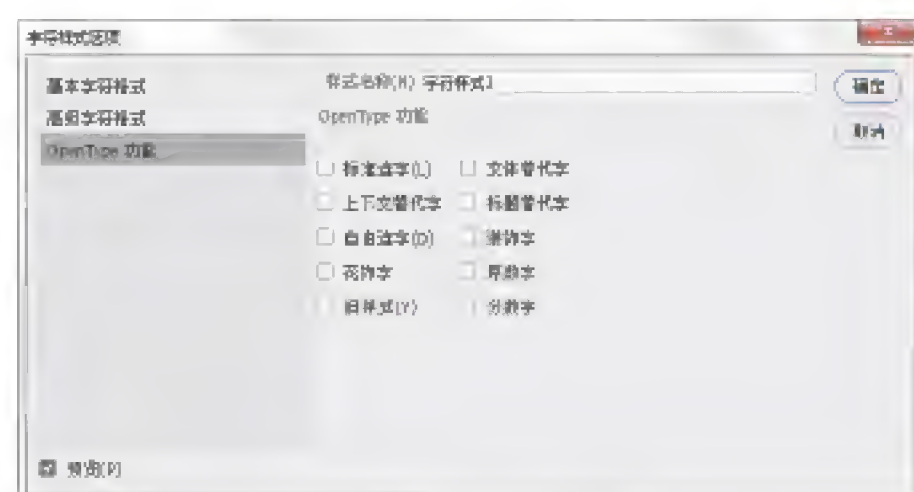 字符样式选项
基本字符格式
高级字符格式
OpenType 功能
样式名称(N) 字符样式1
确定
OpenType 功能
取消
标准连字(L) 文体替代字
上下文替代字 标题替代字
自由连字(D) 装饰字
花饰字 序数字
旧样式(Y) 分数字
预览(P)